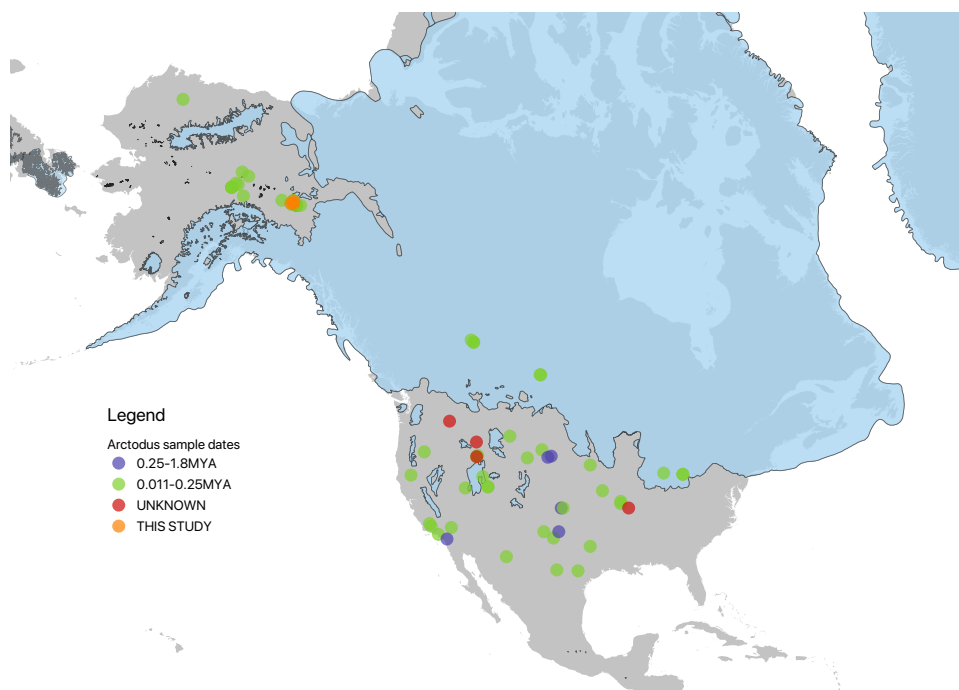 Legend
Arctodus sample dates
0.25-1.8MYA
0.011-0.25MYA
UNKNOWN
THIS STUDY